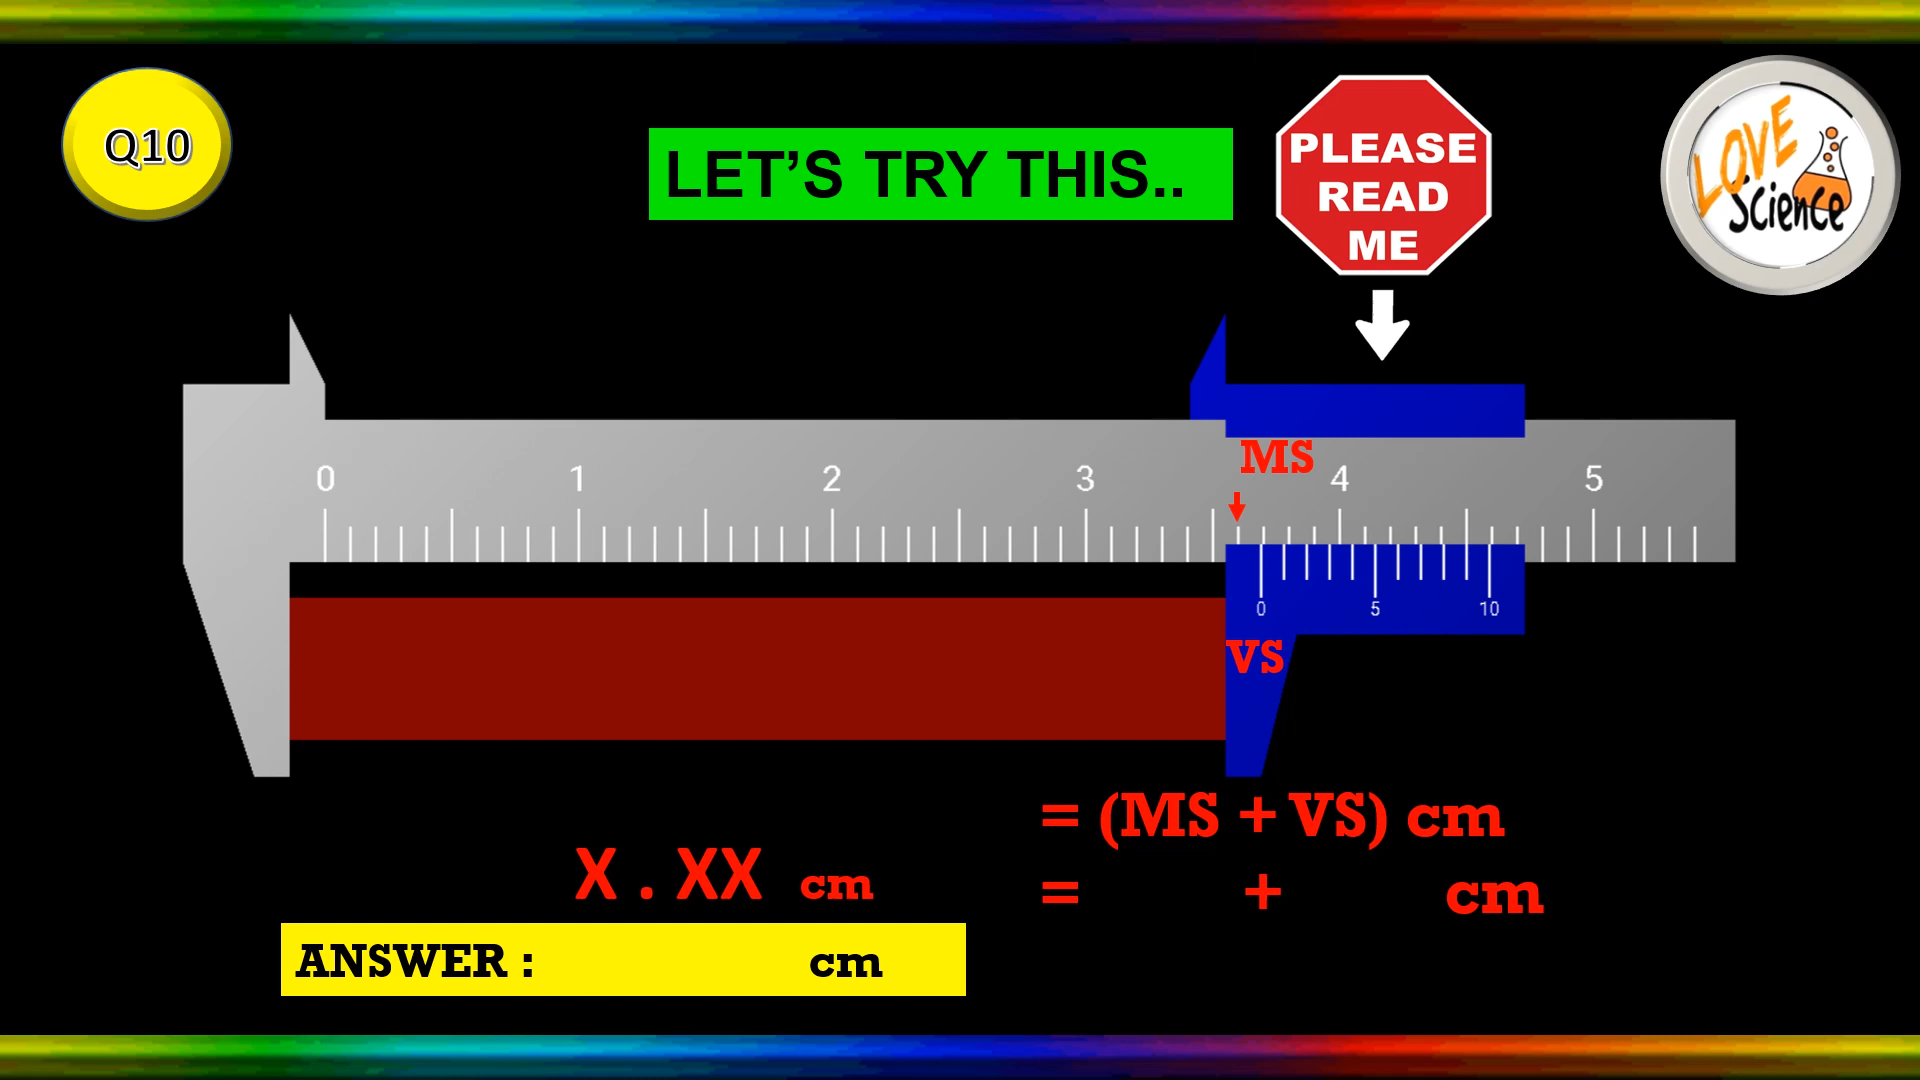 Q10
LET’S TRY THIS..
PLEASE
READ
ME
LOVE
Science
MS
0 1 2 3 4 5
0 5 10
VS
= (MS + VS) cm
X . XX cm
= + cm
ANSWER : cm